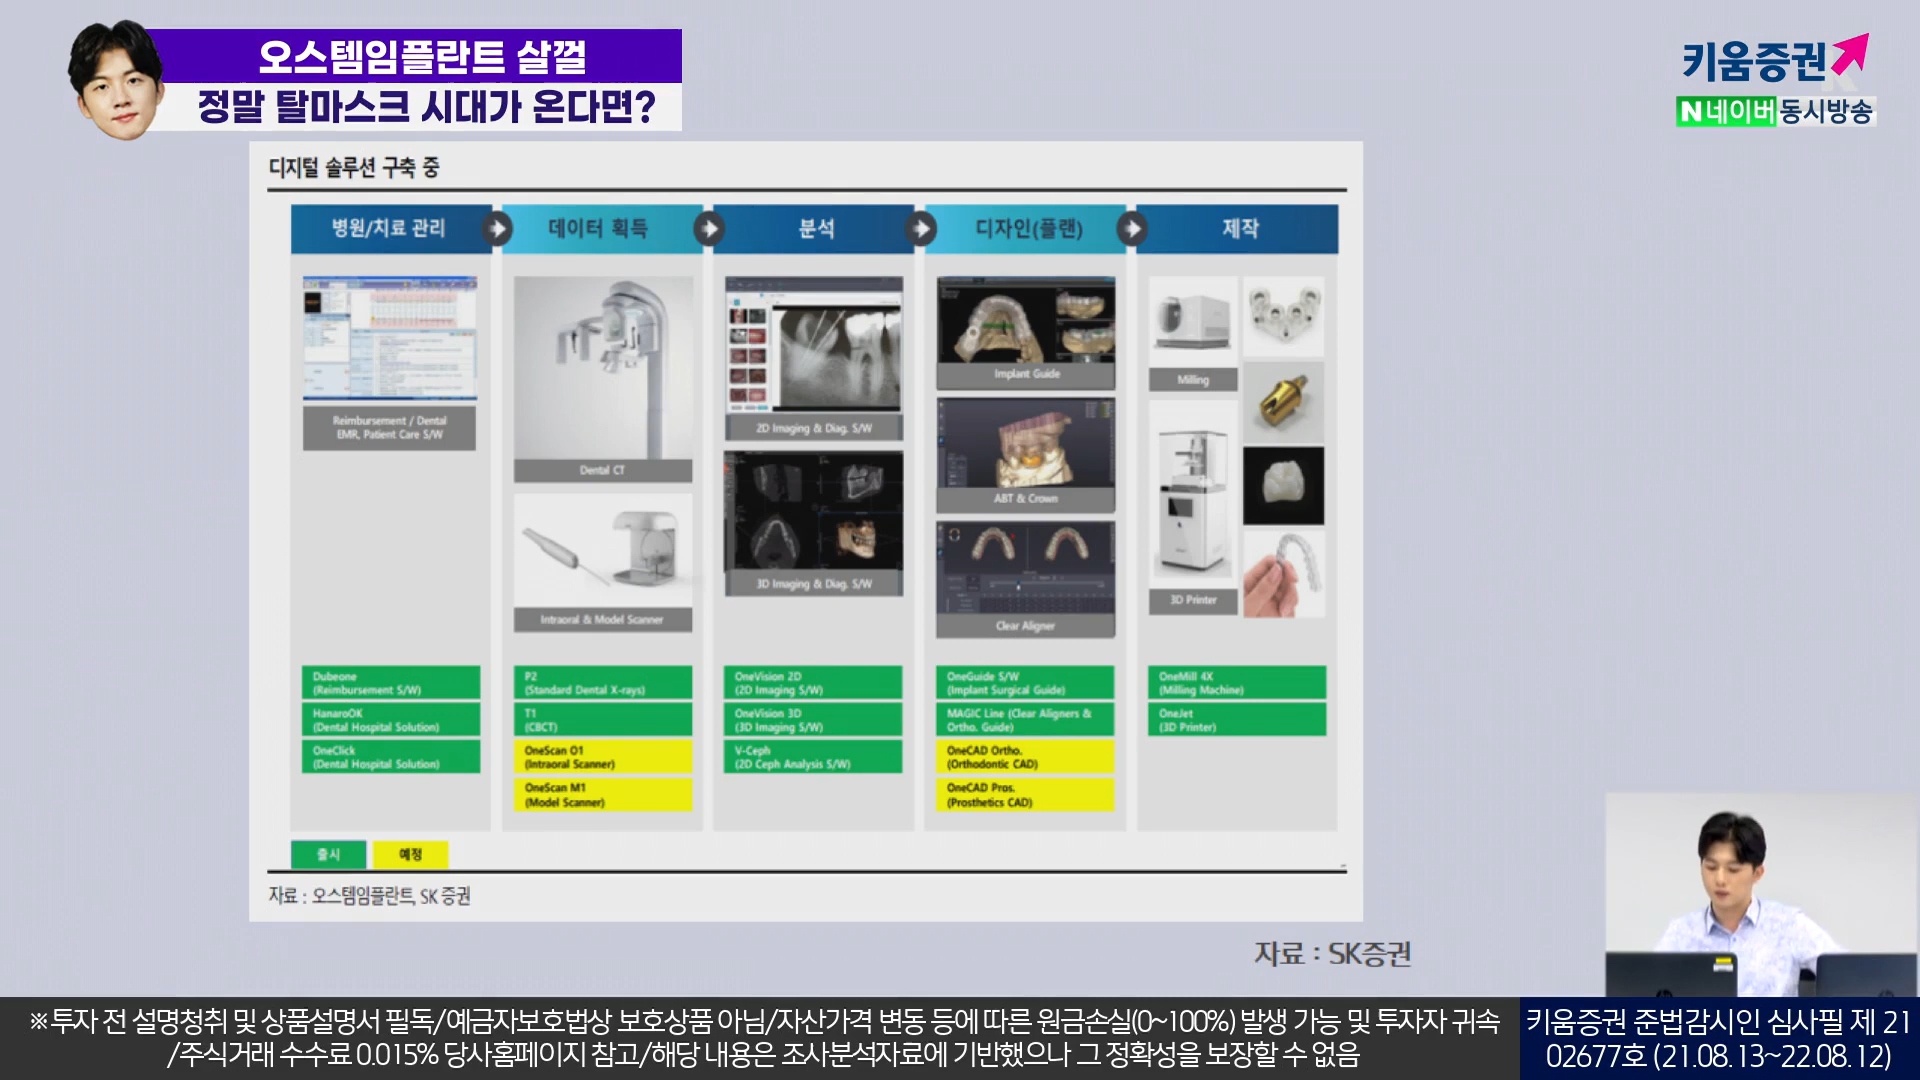 오스템임플란트 살껄
정말 탈마스크 시대가 온다면?
키움증권
N 네이버 동시방송
디지털 솔루션 구축 중
병원/치료 관리
데이터 획득
분석
디자인(플랜)
제작
Reimbursement / Dental
EMR, Patient Care S/W
Dental CT
Intraoral & Model Scanner
2D Imaging & Diag. S/W
3D Imaging & Diag. S/W
Implant Guide
ABT & Crown
Clear Aligner
Milling
3D Printer
Dubeone
(Reimbursement S/W)
HanaroOK
(Dental Hospital Solution)
OneClick
(Dental Hospital Solution)
P2
(Standard Dental X-rays)
T1
(CBCT)
OneScan O1
(Intraoral Scanner)
OneScan M1
(Model Scanner)
OneVision 2D
(2D Imaging S/W)
OneVision 3D
(3D Imaging S/W)
V-Ceph
(2D Ceph Analysis S/W)
OneGuide S/W
(Implant Surgical Guide)
MAGIC Line (Clear Aligners &
Ortho. Guide)
OneCAD Ortho.
(Orthodontic CAD)
OneCAD Pros.
(Prosthetics CAD)
OneMill 4X
(Milling Machine)
OneJet
(3D Printer)
출시
예정
자료 : 오스템임플란트, SK 증권
자료 : SK증권
※투자 전 설명청취 및 상품설명서 필독/예금자보호법상 보호상품 아님/자산가격 변동 등에 따른 원금손실(0~100%) 발생 가능 및 투자자 귀속
/주식거래 수수료 0.015% 당사홈페이지 참고/해당 내용은 조사분석자료에 기반했으나 그 정확성을 보장할 수 없음
키움증권 준법감시인 심사필 제 21
02677호 (21.08.13~22.08.12)